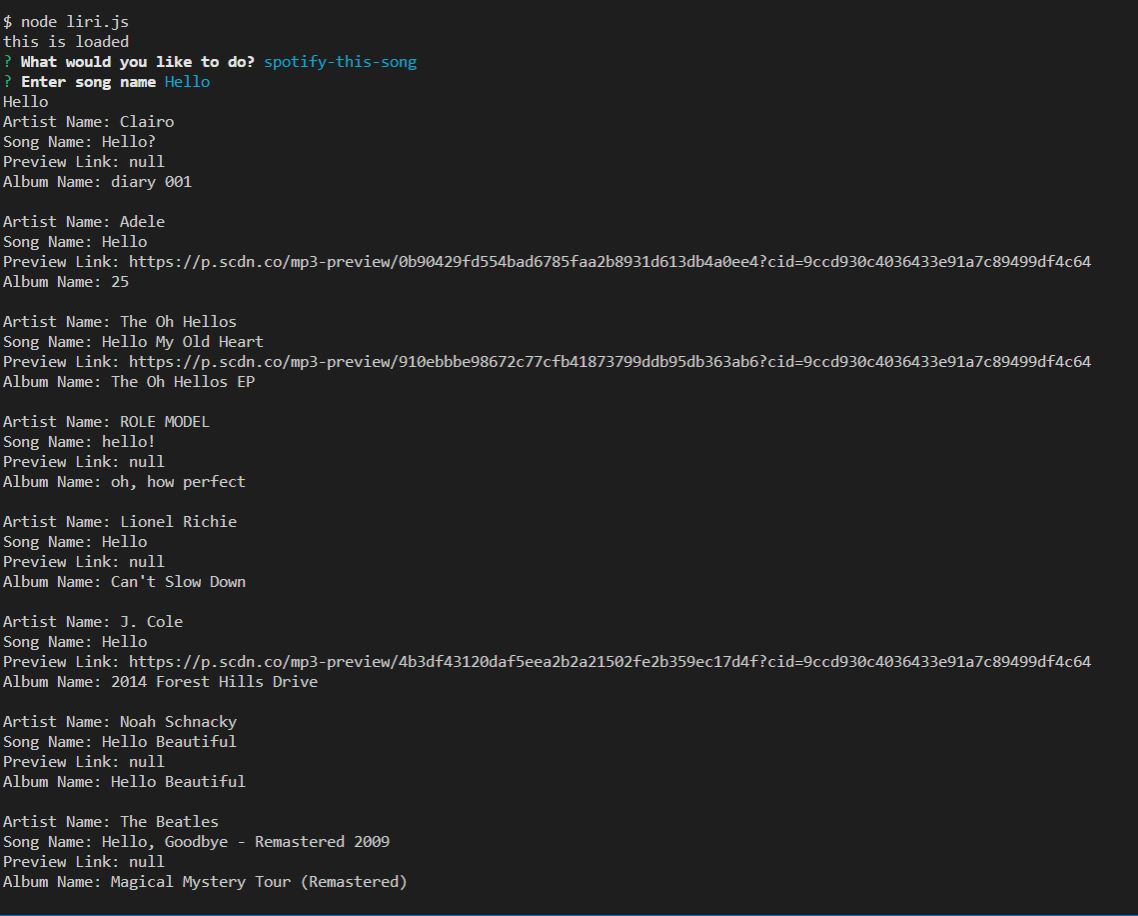 $ node liri.js
this is loaded
? What would you like to do? spotify-this-song
? Enter song name Hello
Hello
Artist Name: Clairo
Song Name: Hello?
Preview Link: null
Album Name: diary 001
Artist Name: Adele
Song Name: Hello
Preview Link: https://p.scdn.co/mp3-preview/0b90429fd554bad6785faa2b8931d613db4a0ee4?cid=9ccd930c4036433e91a7c89499df4c64
Album Name: 25
Artist Name: The Oh Hellos
Song Name: Hello My Old Heart
Preview Link: https://p.scdn.co/mp3-preview/910ebbbe98672c77cfb41873799ddb95db363ab6?cid=9ccd930c4036433e91a7c89499df4c64
Album Name: The Oh Hellos EP
Artist Name: ROLE MODEL
Song Name: hello!
Preview Link: null
Album Name: oh, how perfect
Artist Name: Lionel Richie
Song Name: Hello
Preview Link: null
Album Name: Can't Slow Down
Artist Name: J. Cole
Song Name: Hello
Preview Link: https://p.scdn.co/mp3-preview/4b3df43120daf5eea2b2a21502fe2b359ec17d4f?cid=9ccd930c4036433e91a7c89499df4c64
Album Name: 2014 Forest Hills Drive
Artist Name: Noah Schnacky
Song Name: Hello Beautiful
Preview Link: null
Album Name: Hello Beautiful
Artist Name: The Beatles
Song Name: Hello, Goodbye - Remastered 2009
Preview Link: null
Album Name: Magical Mystery Tour (Remastered)